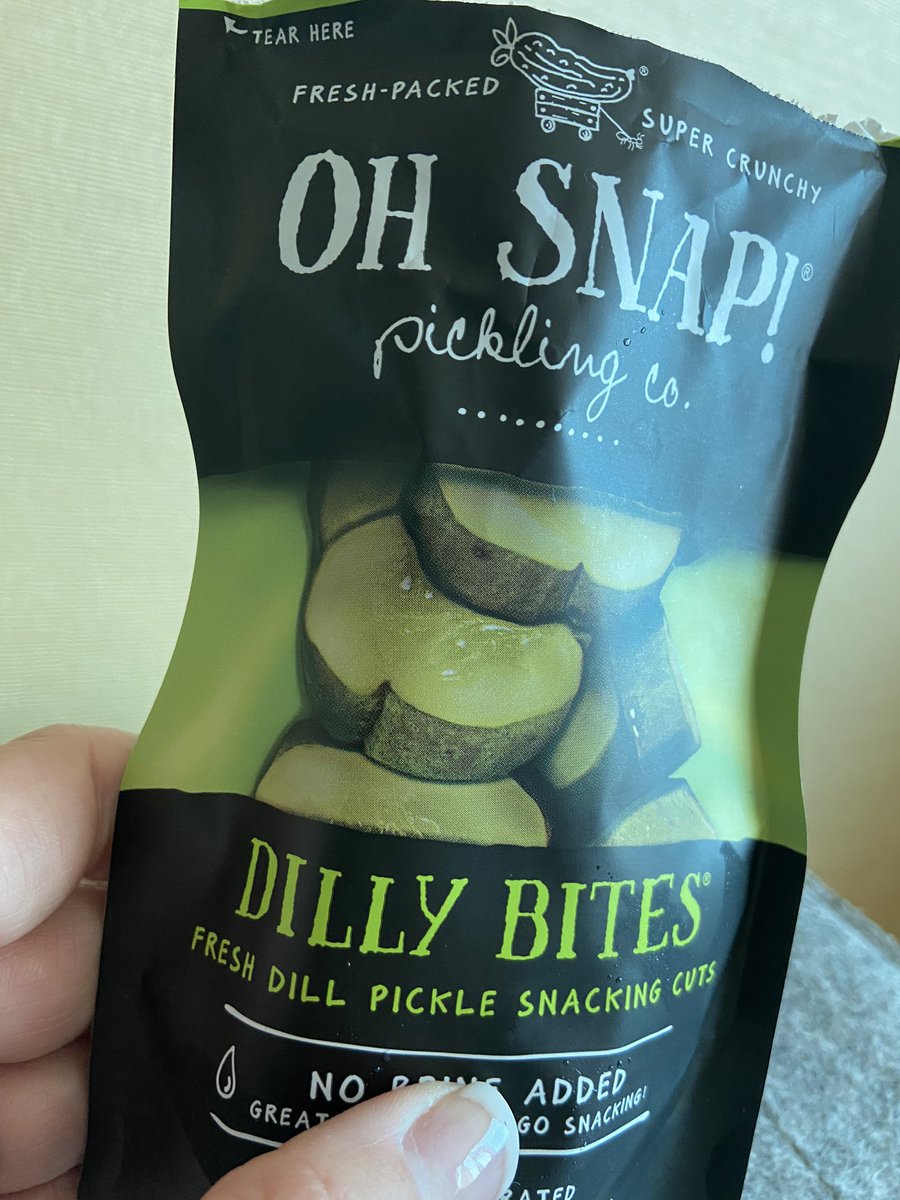 TEAR HERE
FRESH-PACKED
SUPER CRUNCHY
OH SNAP!®
pickling co.
DILLY BITES®
FRESH DILL PICKLE SNACKING CUTS
NO BRINE ADDED
GREAT GO SNACKING!